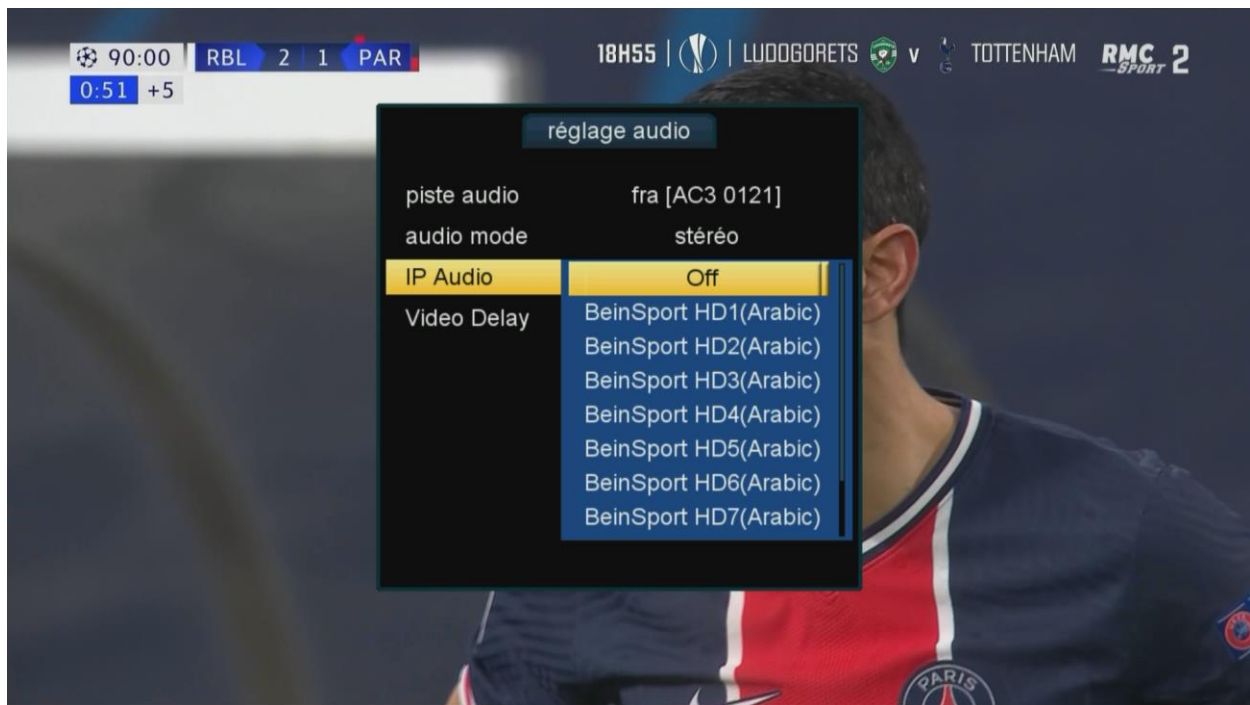 90:00 RBL 2 1 PAR
0:51 +5
18H55 | | LUDOGORETS v TOTTENHAM RMC SPORT 2
réglage audio
piste audio fra [AC3 0121]
audio mode stéréo
IP Audio Off
Video Delay
BeinSport HD1(Arabic)
BeinSport HD2(Arabic)
BeinSport HD3(Arabic)
BeinSport HD4(Arabic)
BeinSport HD5(Arabic)
BeinSport HD6(Arabic)
BeinSport HD7(Arabic)
PARIS